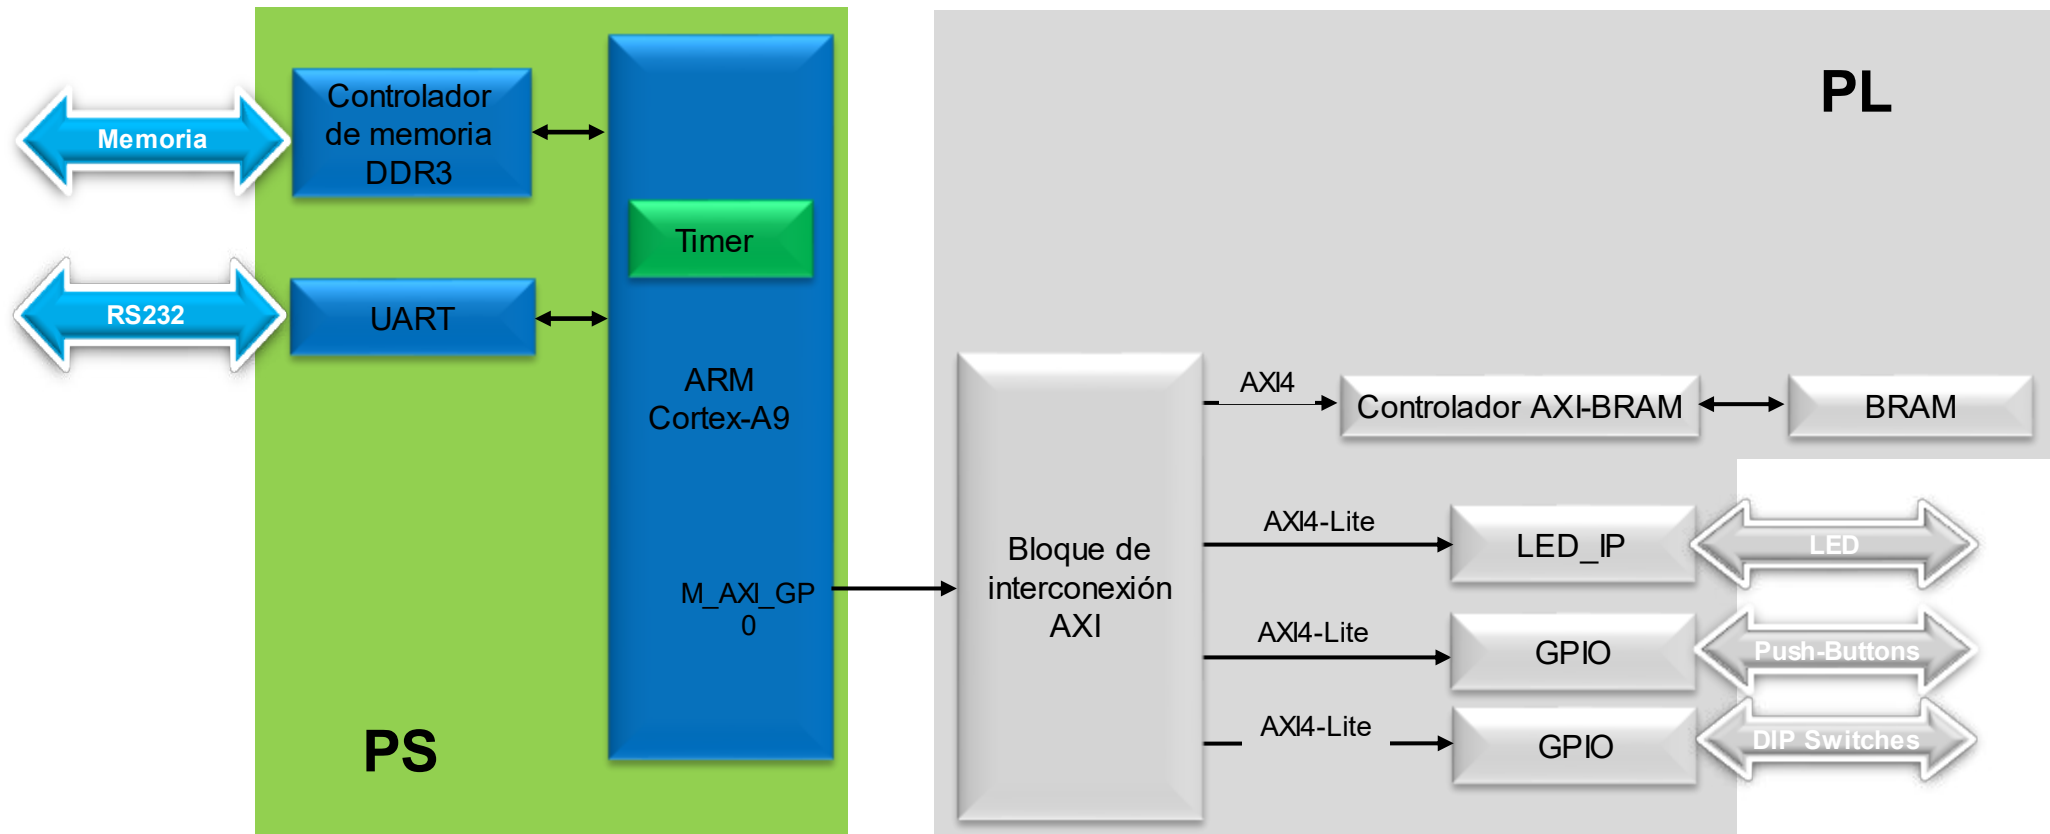 Memoria
Controlador
de memoria
DDR3
RS232
UART
Timer
ARM
Cortex-A9
M_AXI_GP
0
PS
PL
Bloque de
interconexión
AXI
AXI4
Controlador AXI-BRAM
BRAM
AXI4-Lite
LED_IP
LED
AXI4-Lite
GPIO
Push-Buttons
AXI4-Lite
GPIO
DIP Switches